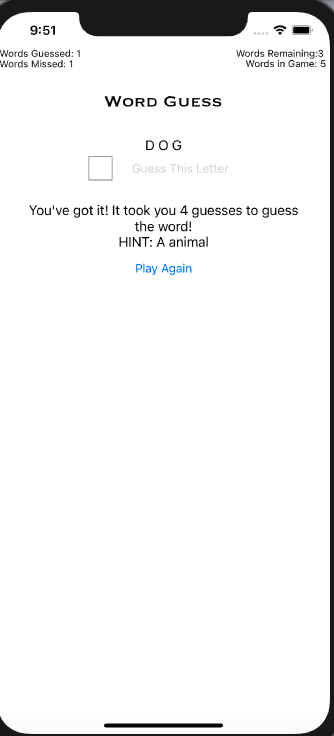 9:51
Words Guessed: 1
Words Missed: 1
Words Remaining:3
Words in Game: 5
Word Guess
D O G
Guess This Letter
You've got it! It took you 4 guesses to guess
the word!
HINT: A animal
Play Again